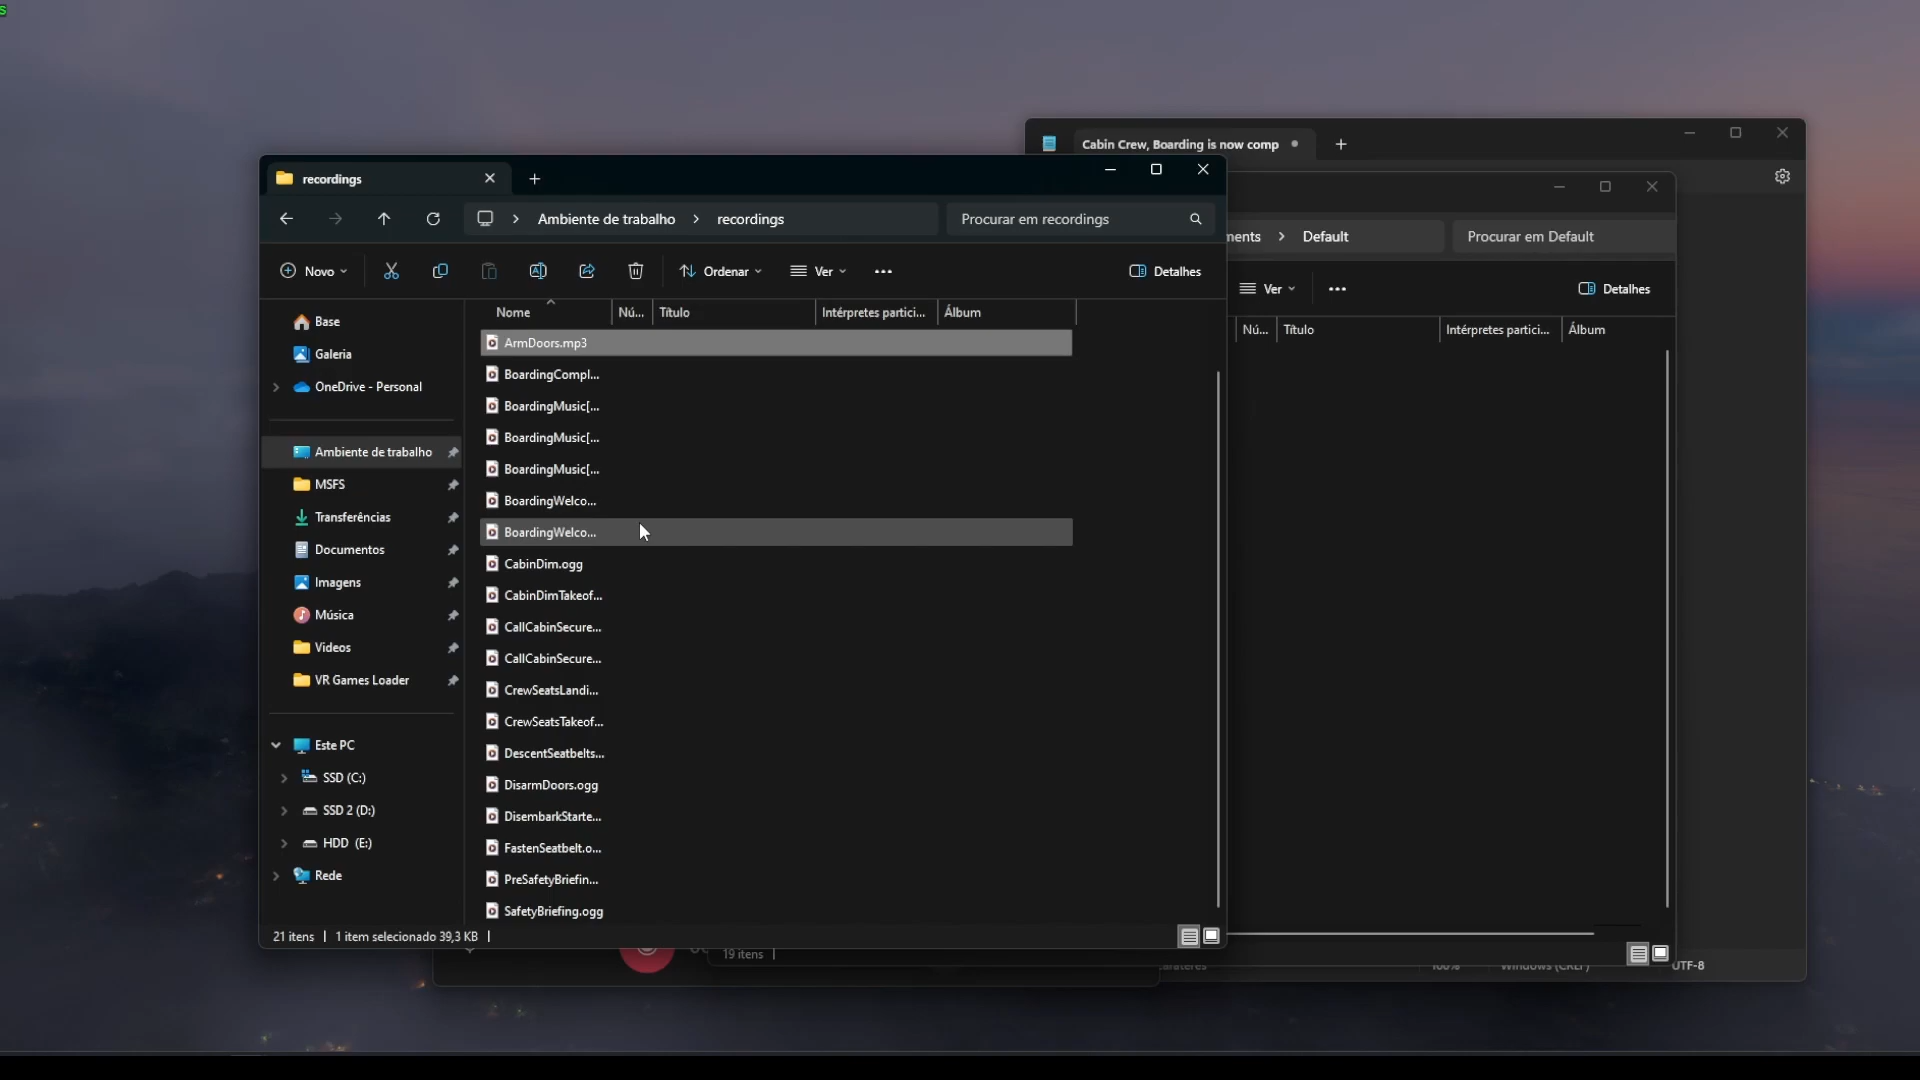 S
Cabin Crew, Boarding is now comp
recordings
Ambiente de trabalho
recordings
Procurar em recordings
ments
Default
Procurar em Default
Novo
Ordenar
Ver
Detalhes
Ver
Detalhes
Nome
Nú...
Título
Intérpretes partici...
Álbum
Nú...
Título
Intérpretes partici...
Álbum
Base
Galeria
OneDrive - Personal
Ambiente de trabalho
MSFS
Transferências
Documentos
Imagens
Música
Videos
VR Games Loader
Este PC
SSD (C:)
SSD 2 (D:)
HDD (E:)
Rede
ArmDoors.mp3
BoardingCompl...
BoardingMusic[...
BoardingMusic[...
BoardingMusic[...
BoardingWelco...
BoardingWelco...
CabinDim.ogg
CabinDimTakeof...
CallCabinSecure...
CallCabinSecure...
CrewSeatsLandi...
CrewSeatsTakeof...
DescentSeatbelts...
DisarmDoors.ogg
DisembarkStarte...
FastenSeatbelt.o...
PreSafetyBriefin...
SafetyBriefing.ogg
21 itens
1 item selecionado 39,3 KB
19 itens
100%
Windows (CRLF)
UTF-8